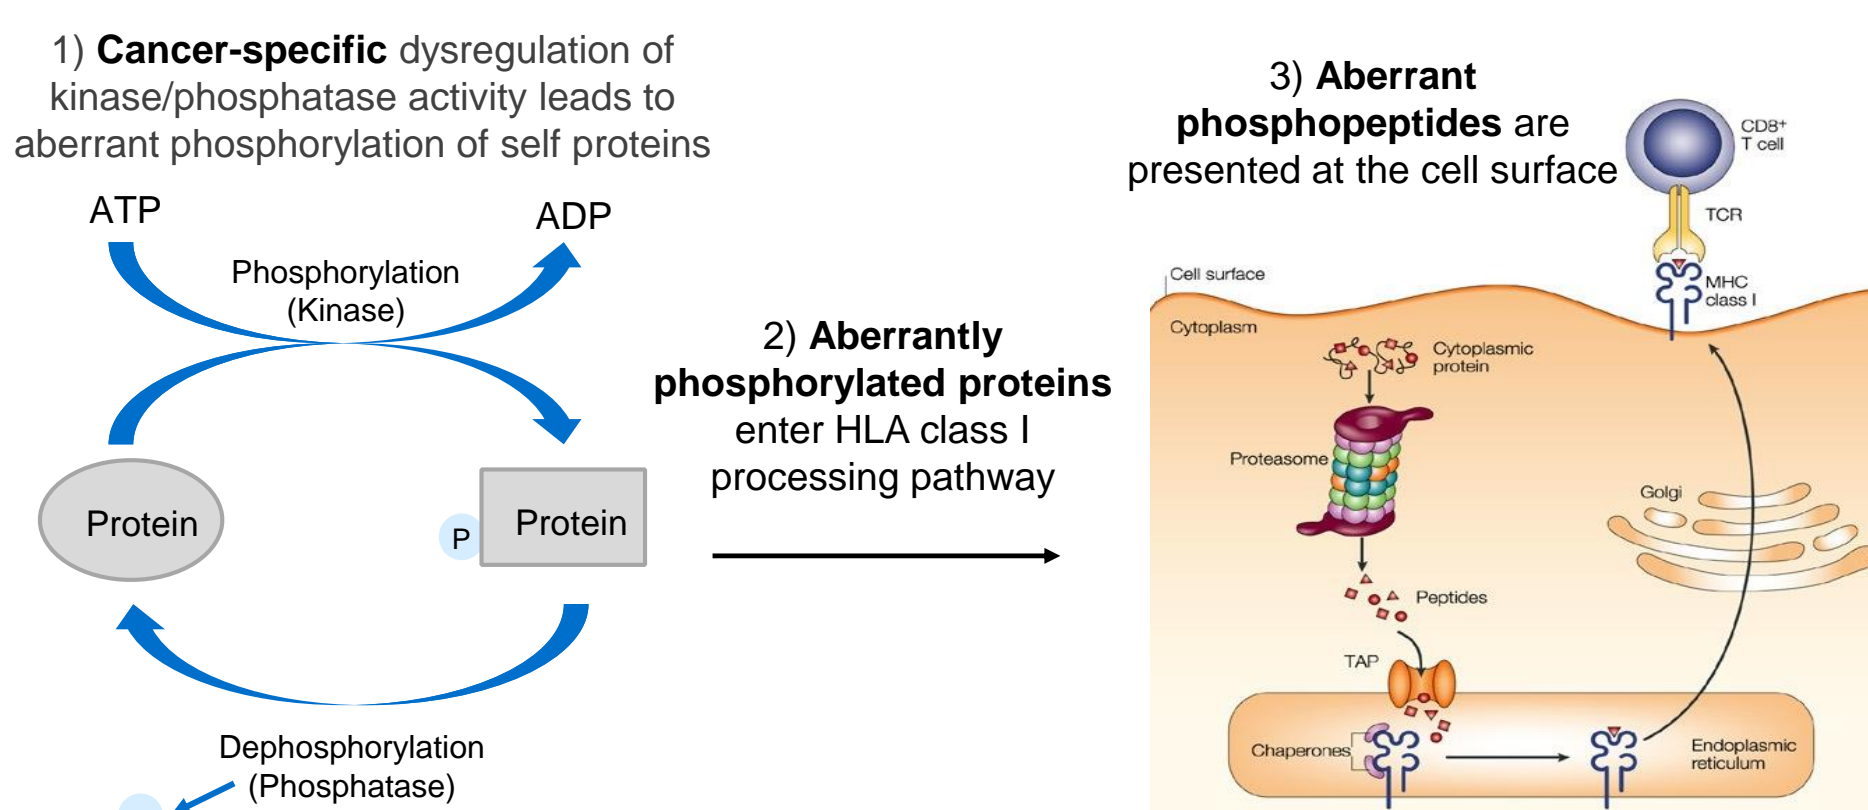 1) Cancer-specific dysregulation of
kinase/phosphatase activity leads to
aberrant phosphorylation of self proteins
ATP
ADP
Phosphorylation
(Kinase)
Protein
P
Protein
Dephosphorylation
(Phosphatase)
2) Aberrantly
phosphorylated proteins
enter HLA class I
processing pathway
3) Aberrant
phosphopeptides are
presented at the cell surface
CD8+
T cell
TCR
MHC
class I
Cell surface
Cytoplasm
Cytoplasmic
protein
Proteasome
Golgi
Peptides
TAP
Chaperones
Endoplasmic
reticulum